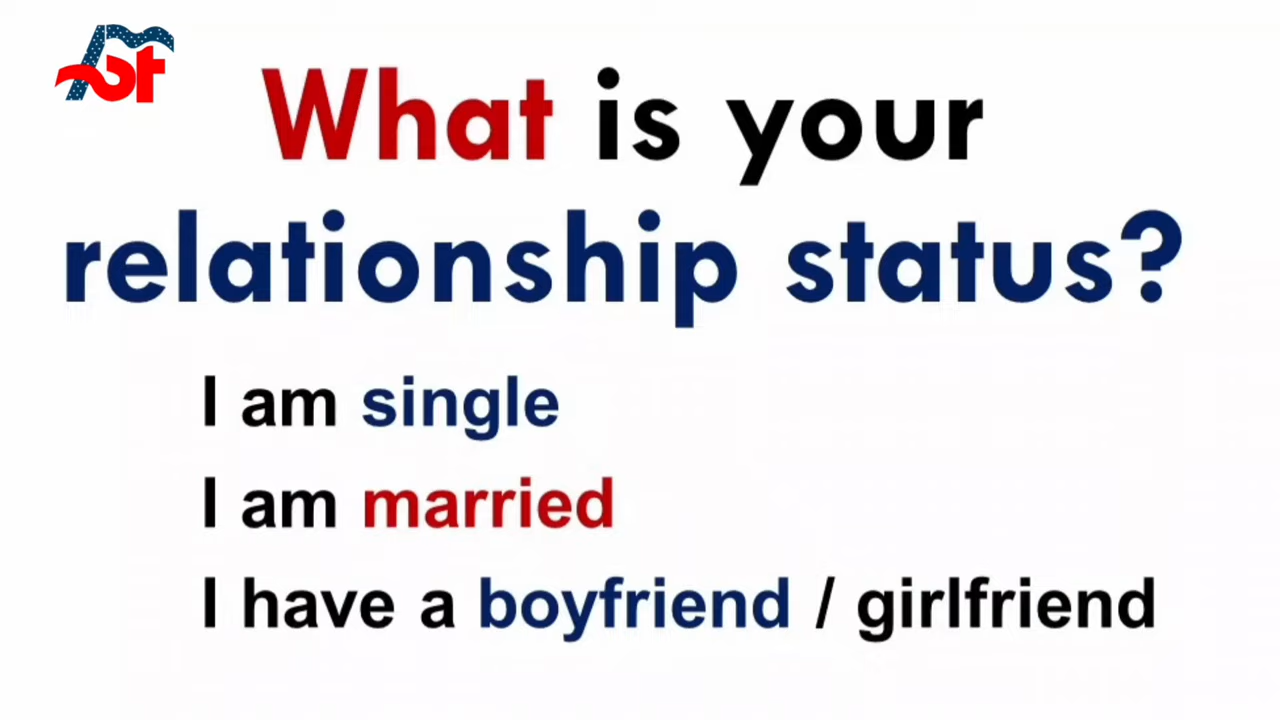 What is your
relationship status?
I am single
I am married
I have a boyfriend / girlfriend